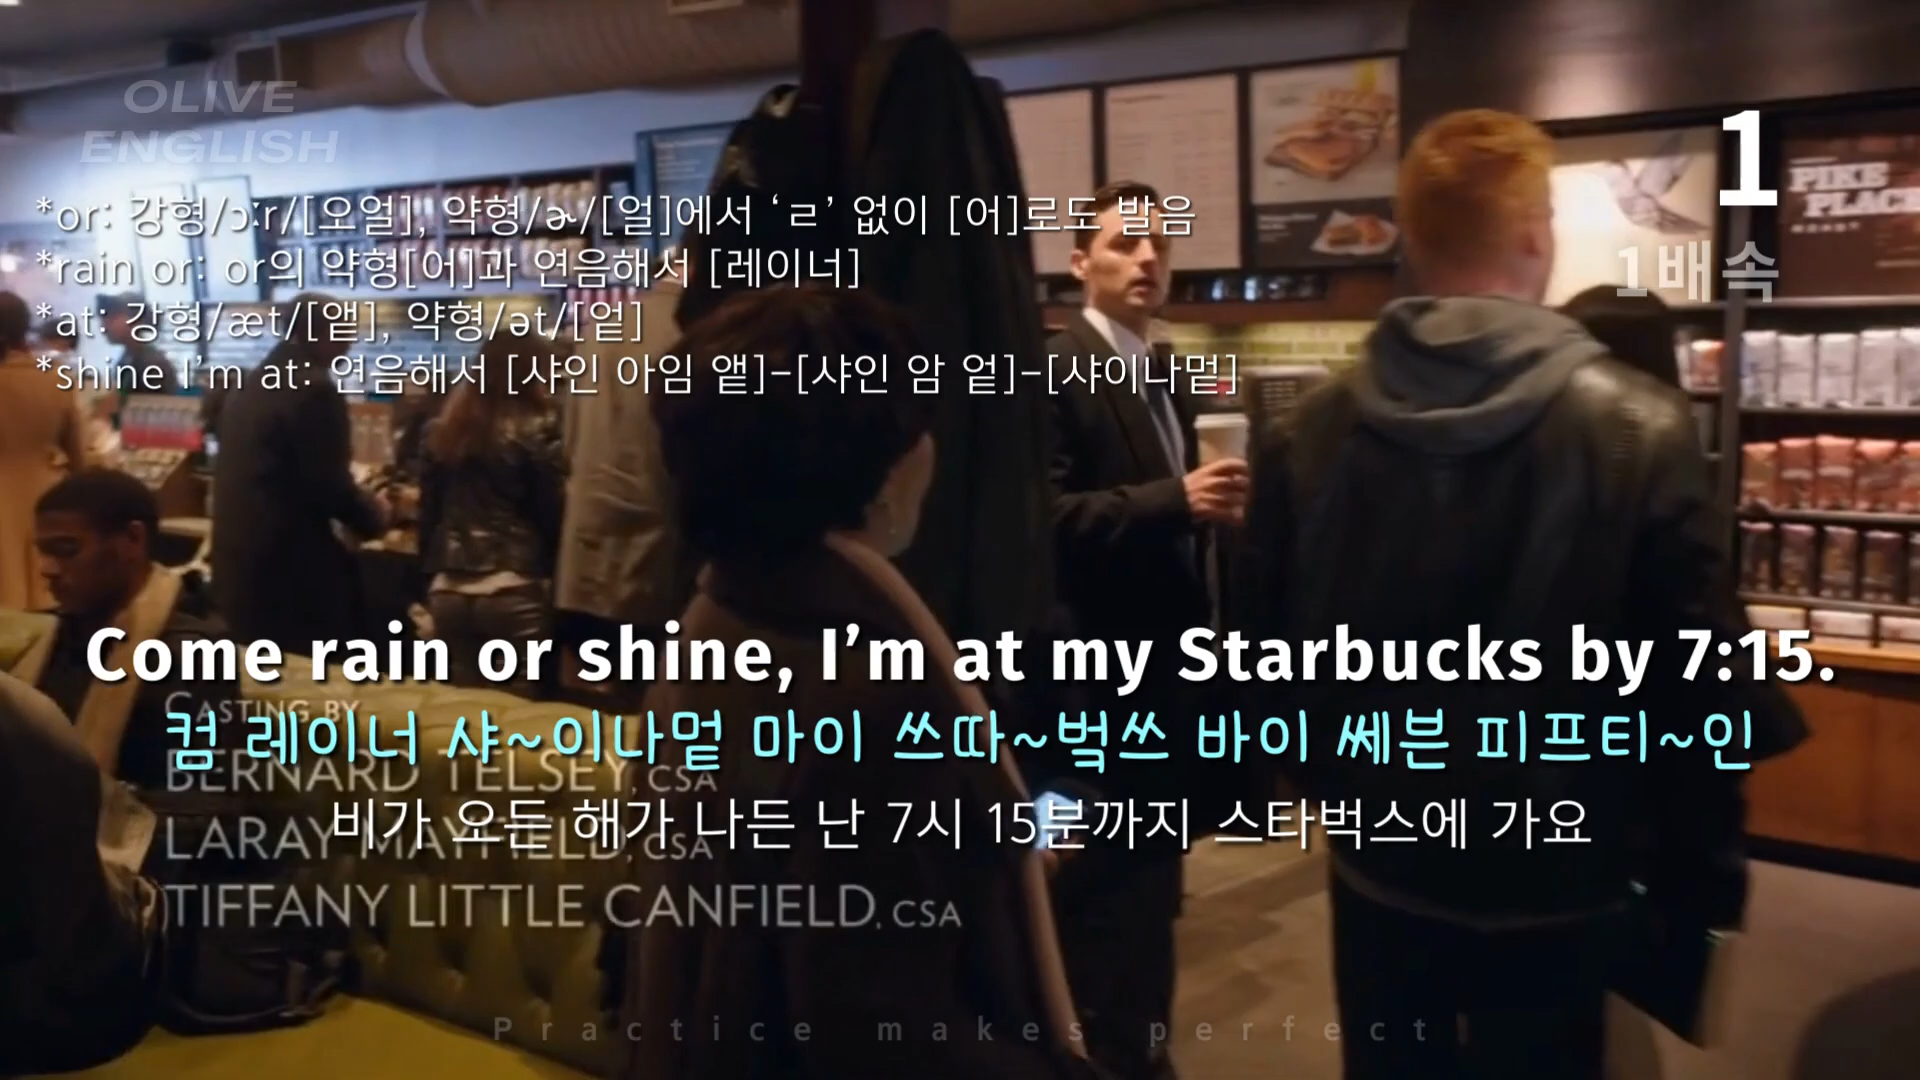 OLIVE
ENGLISH
1
1배속
PIKE
PLACE
*or: 강형/ɔːr/[오얼], 약형/ɚ/[얼]에서 ‘ㄹ’ 없이 [어]로도 발음
*rain or: or의 약형[어]과 연음해서 [레이너]
*at: 강형/æt/[앹], 약형/ət/[엍]
*shine I’m at: 연음해서 [샤인 아임 앹]-[샤인 암 엍]-[샤이나멑]
Come rain or shine, I’m at my Starbucks by 7:15.
컴 레이너 샤~이나멑 마이 쓰따~벜쓰 바이 쎄븐 피프티~인
비가 오든 해가 나든 난 7시 15분까지 스타벅스에 가요
CASTING BY
BERNARD TELSEY, CSA
LARAY MAYFIELD, CSA
TIFFANY LITTLE CANFIELD, CSA
Practice makes perfect